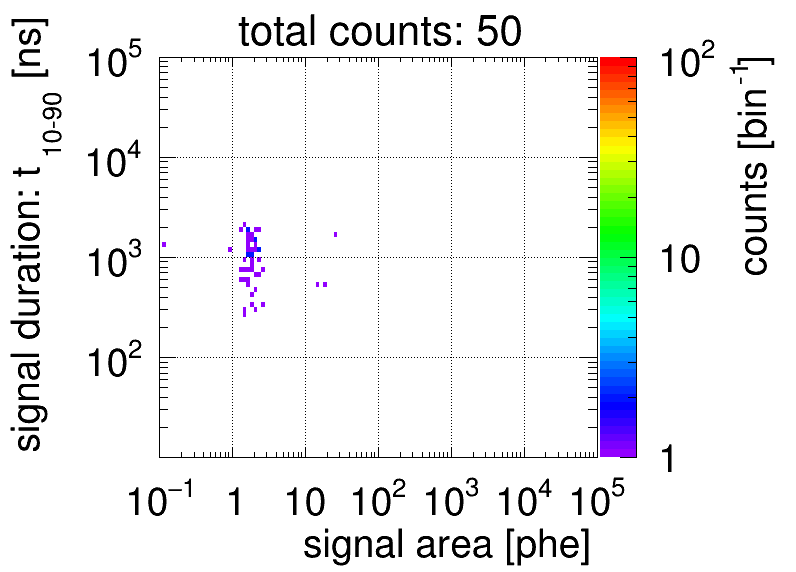 total counts: 50
signal duration: t 10-90 [ns]
10^5
10^4
10^3
10^2
10^-1 1 10 10^2 10^3 10^4 10^5
signal area [phe]
10^2
10
1
counts [bin^-1]